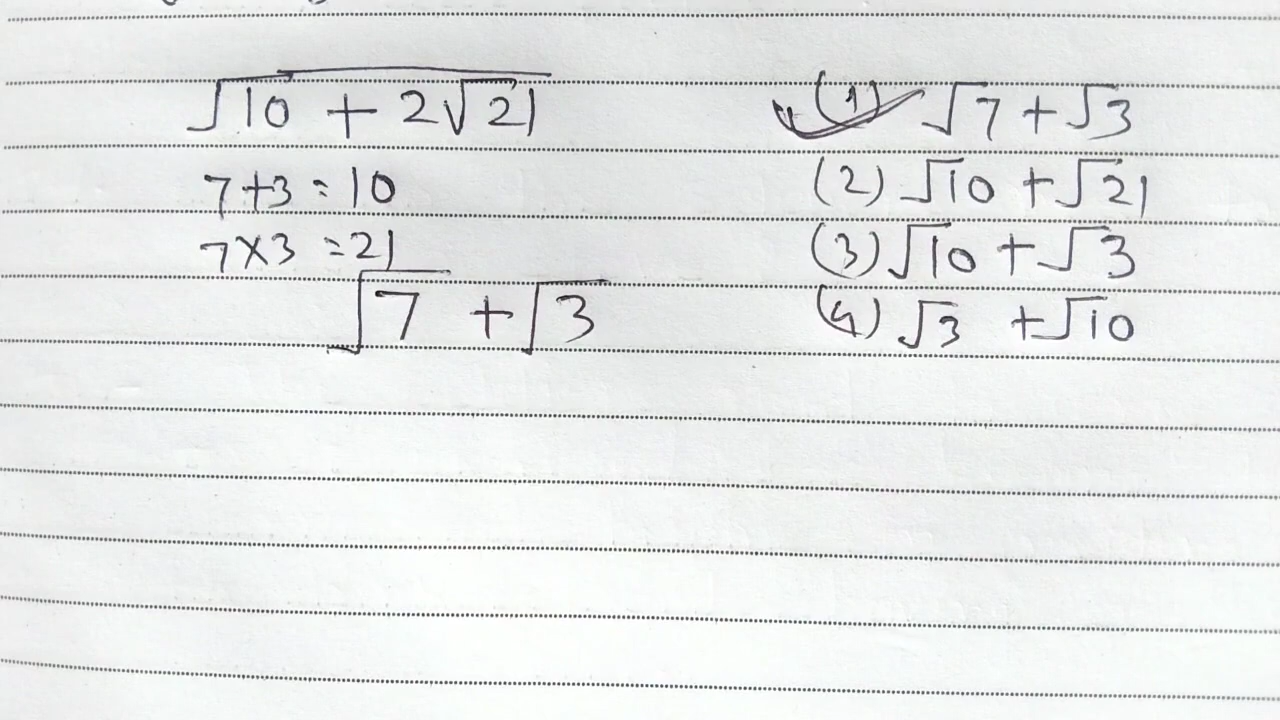 √10 + 2√21
7+3 = 10
7×3 = 21
√7 + √3
(1) √7 + √3
(2) √10 + √21
(3) √10 + √3
(4) √3 + √10